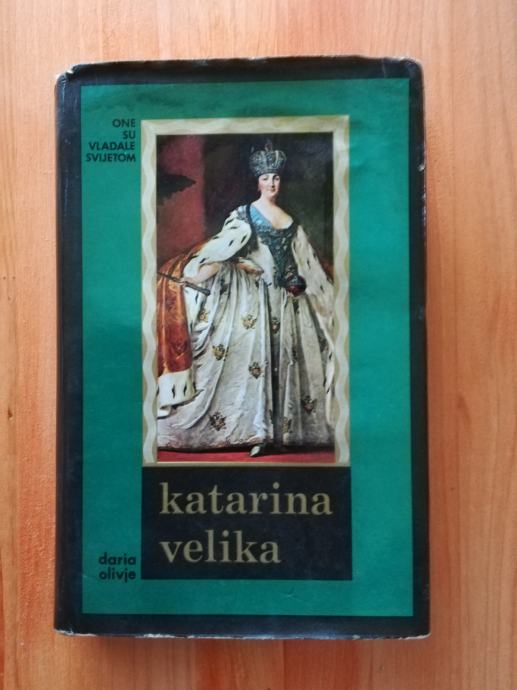 ONE
SU
VLADALE
SVIJETOM
katarina
velika
daria
olivje